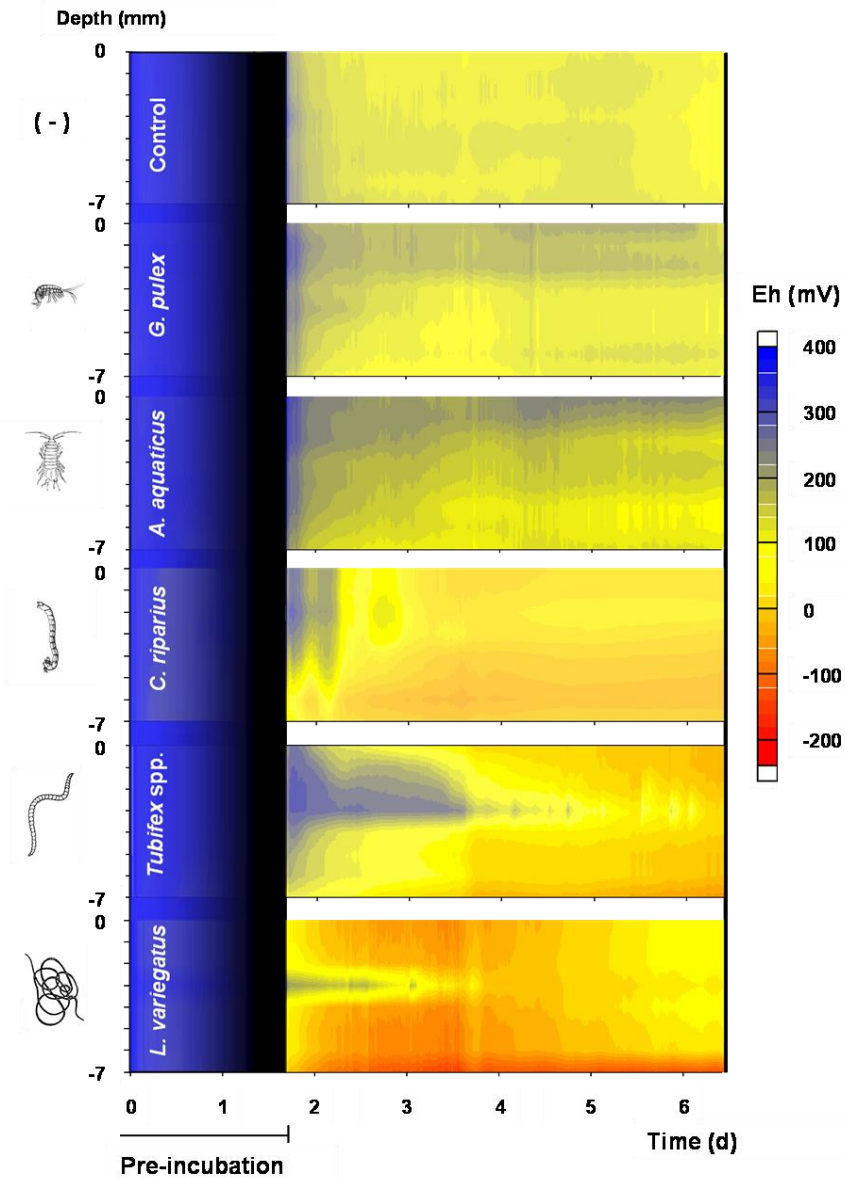 Depth (mm)
0
( - )
Control
-7
0
G. pulex
-7
0
A. aquaticus
-7
0
C. riparius
-7
0
Tubifex spp.
-7
0
L. variegatus
-7
0 1 2 3 4 5 6
Time (d)
Pre-incubation
Eh (mV)
400
300
200
100
0
-100
-200